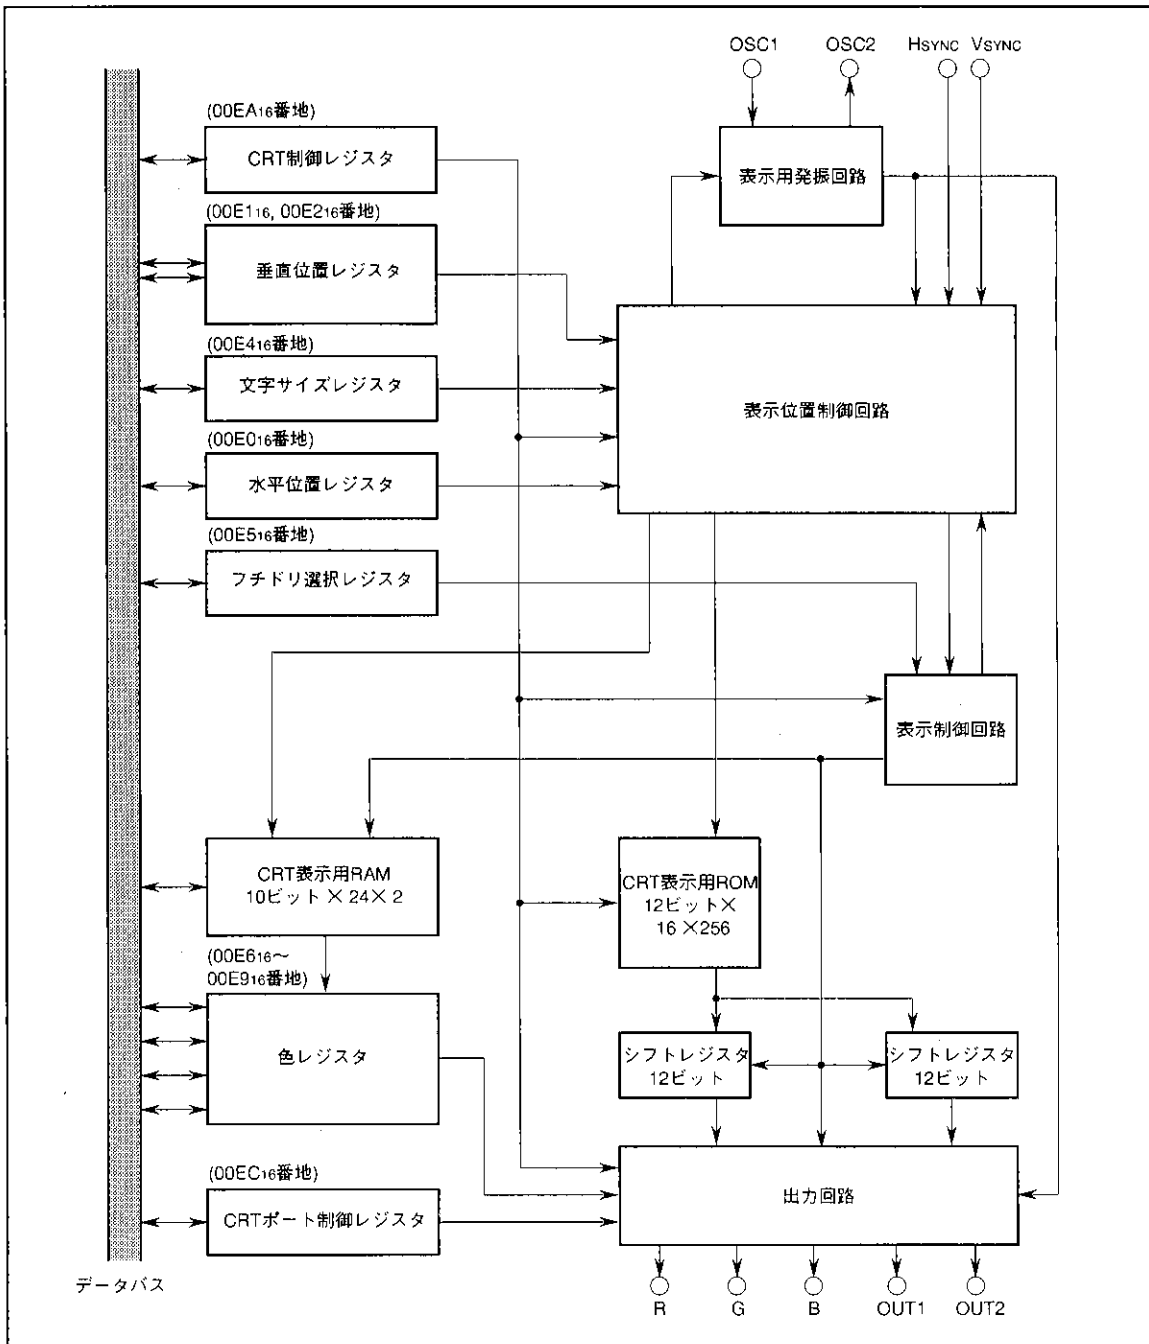 OSC1 OSC2 HSYNC VSYNC
(00EA16番地)
CRT制御レジスタ
表示用発振回路
(00E116, 00E216番地)
垂直位置レジスタ
(00E416番地)
文字サイズレジスタ
表示位置制御回路
(00E016番地)
水平位置レジスタ
(00E516番地)
フチドリ選択レジスタ
表示制御回路
CRT表示用RAM
10ビット×24×2
CRT表示用ROM
12ビット×
16×256
(00E616～
00E916番地)
色レジスタ
シフトレジスタ
12ビット
シフトレジスタ
12ビット
(00EC16番地)
CRTポート制御レジスタ
出力回路
データバス
R G B OUT1 OUT2